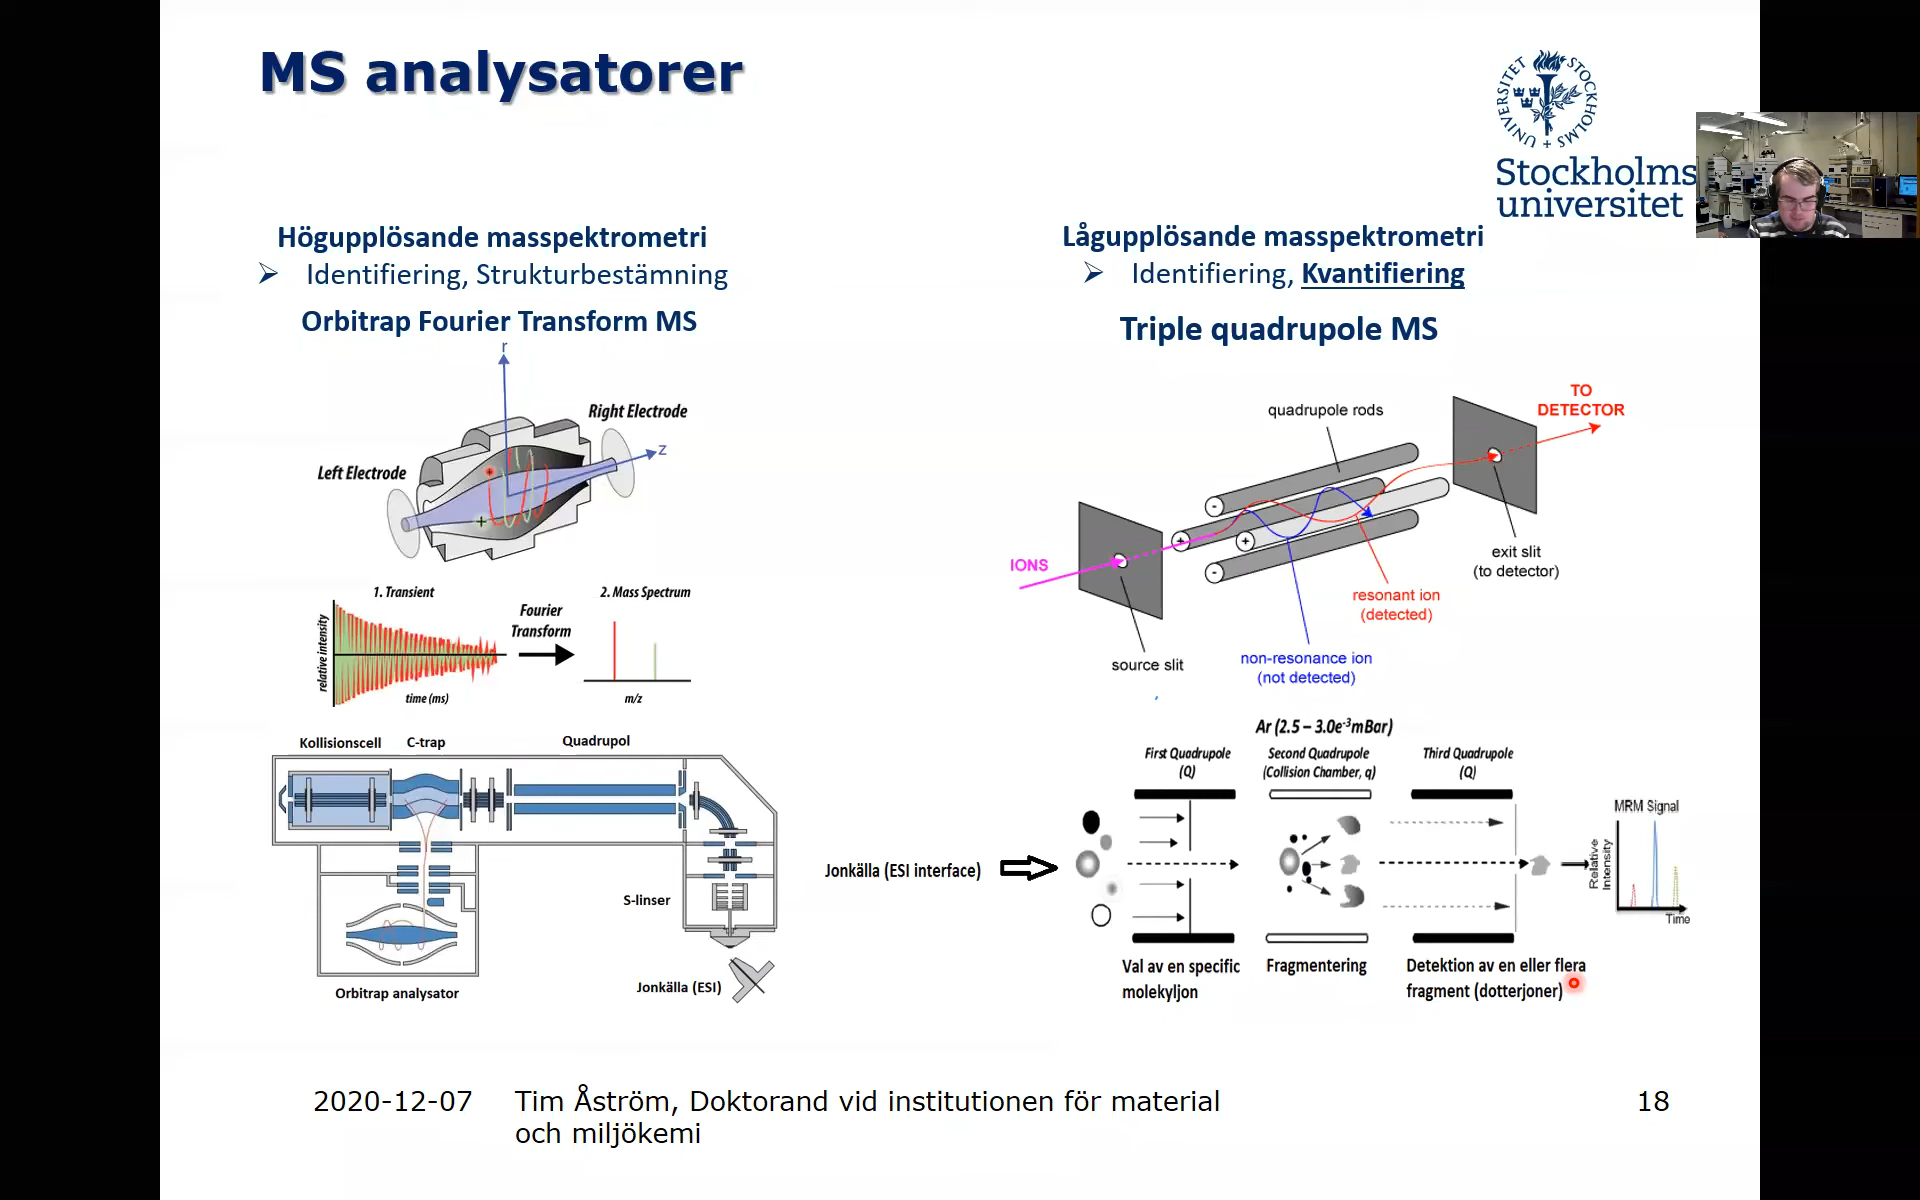 MS analysatorer
UNIVERSITET STOCKHOLMS
Stockholms
universitet
Högupplösande masspektrometri
Identifiering, Strukturbestämning
Orbitrap Fourier Transform MS
r
Right Electrode
z
Left Electrode
+
+
1. Transient
2. Mass Spectrum
Fourier
Transform
relative intensity
time (ms)
m/z
Kollisionscell
C-trap
Quadrupol
S-linser
Jonkälla (ESI)
Orbitrap analysator
Lågupplösande masspektrometri
Identifiering, Kvantifiering
Triple quadrupole MS
TO
DETECTOR
quadrupole rods
-
+
+
-
IONS
exit slit
(to detector)
resonant ion
(detected)
source slit
non-resonance ion
(not detected)
Ar (2.5 – 3.0e-3mBar)
First Quadrupole
(Q)
Second Quadrupole
(Collision Chamber, q)
Third Quadrupole
(Q)
MRM Signal
Relative
Intensity
Time
Jonkälla (ESI interface)
Val av en specific
molekyljon
Fragmentering
Detektion av en eller flera
fragment (dotterjoner)
2020-12-07
Tim Åström, Doktorand vid institutionen för material
och miljökemi
18